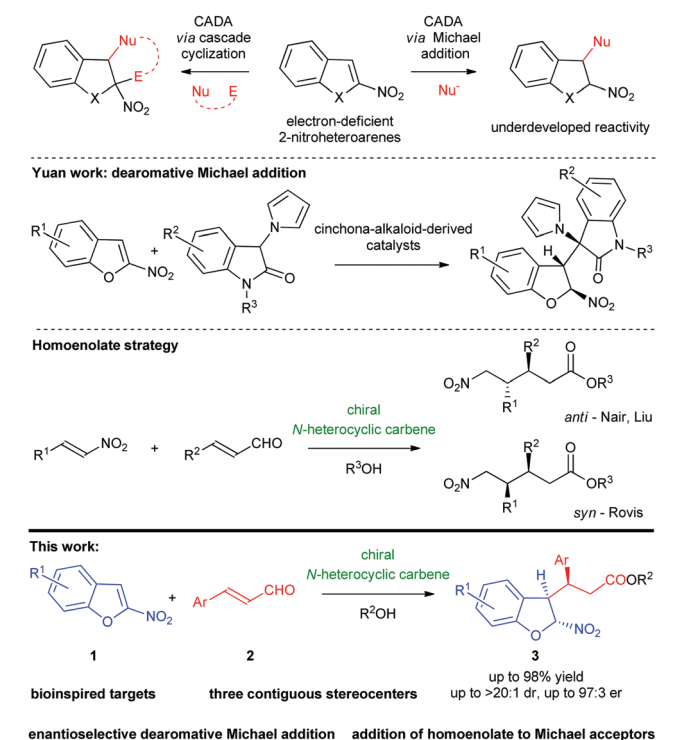 CADA
via cascade
cyclization
Nu E
Nu
E
X
NO2
X
NO2
electron-deficient
2-nitroheteroarenes
CADA
via Michael
addition
Nu-
Nu
X
NO2
underdeveloped reactivity
Yuan work: dearomative Michael addition
R1
O
NO2
+
R2
N
N
O
R3
cinchona-alkaloid-derived
catalysts
R2
N
N
R3
O
R1
H
O
NO2
Homoenolate strategy
R1
NO2
+
R2
CHO
chiral
N-heterocyclic carbene
R3OH
O2N
R2
O
OR3
R1
anti - Nair, Liu
O2N
R2
O
OR3
R1
syn - Rovis
This work:
R1
O
NO2
1
+
Ar
CHO
2
chiral
N-heterocyclic carbene
R2OH
Ar
H
COOR2
R1
O
NO2
3
up to 98% yield
up to >20:1 dr, up to 97:3 er
bioinspired targets three contiguous stereocenters
enantioselective dearomative Michael addition addition of homoenolate to Michael acceptors